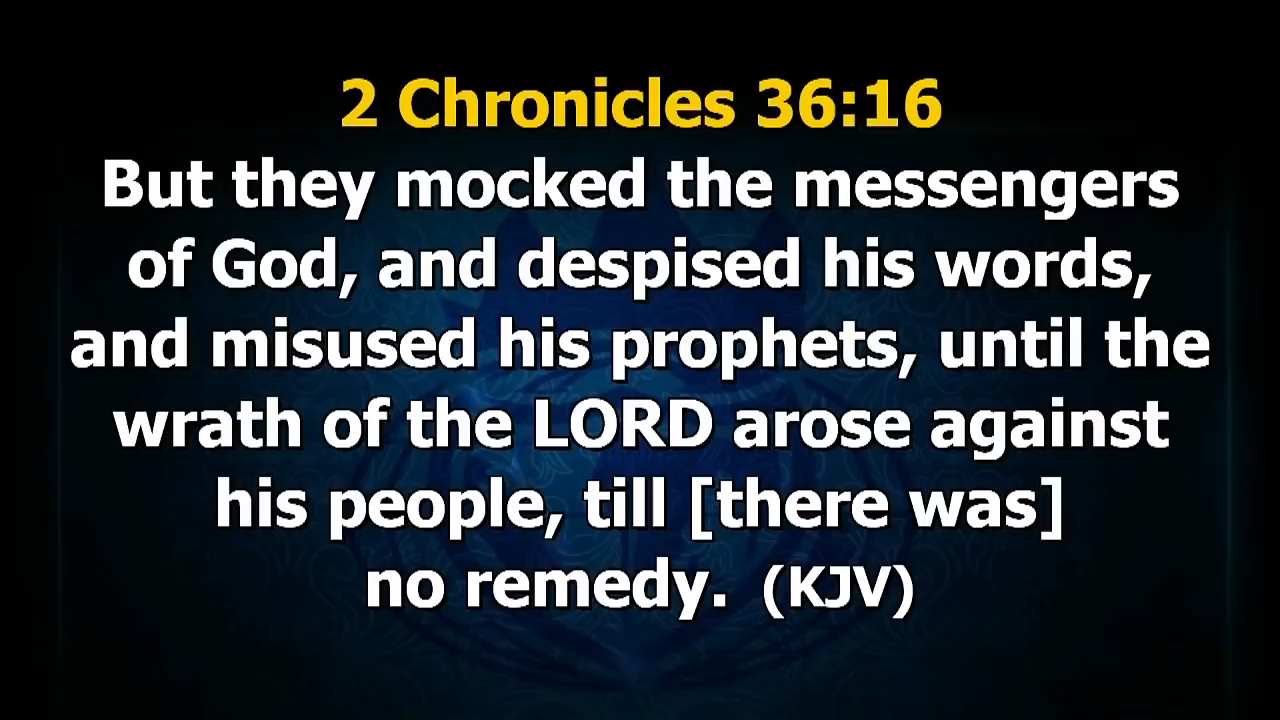 2 Chronicles 36:16
But they mocked the messengers
of God, and despised his words,
and misused his prophets, until the
wrath of the LORD arose against
his people, till [there was]
no remedy. (KJV)